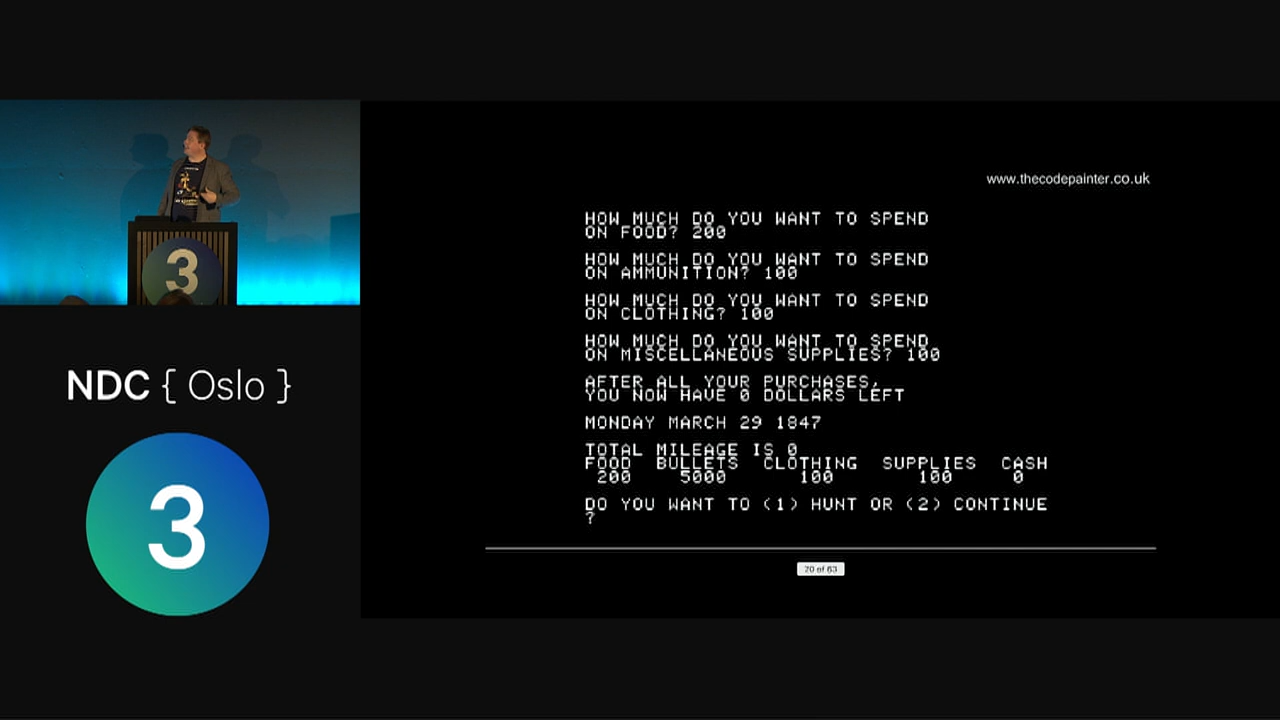 3
NDC { Oslo }
3
www.thecodepainter.co.uk
HOW MUCH DO YOU WANT TO SPEND
ON FOOD? 200
HOW MUCH DO YOU WANT TO SPEND
ON AMMUNITION? 100
HOW MUCH DO YOU WANT TO SPEND
ON CLOTHING? 100
HOW MUCH DO YOU WANT TO SPEND
ON MISCELLANEOUS SUPPLIES? 100
AFTER ALL YOUR PURCHASES,
YOU NOW HAVE 0 DOLLARS LEFT
MONDAY MARCH 29 1847
TOTAL MILEAGE IS 0
FOOD BULLETS CLOTHING SUPPLIES CASH
200 5000 100 100 0
DO YOU WANT TO (1) HUNT OR (2) CONTINUE
?
20 of 63